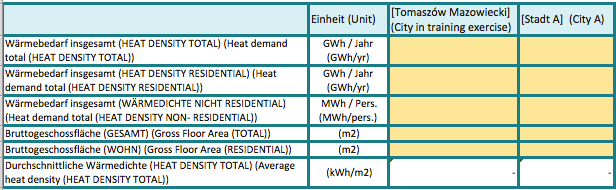 Einheit (Unit)
[Tomaszów Mazowiecki]
(City in training exercise)
[Stadt A] (City A)
Wärmebedarf insgesamt (HEAT DENSITY TOTAL) (Heat demand
total (HEAT DENSITY TOTAL))
GWh / Jahr
(GWh/yr)
Wärmebedarf insgesamt (HEAT DENSITY RESIDENTIAL) (Heat
demand total (HEAT DENSITY RESIDENTIAL))
GWh / Jahr
(GWh/yr)
Wärmebedarf insgesamt (WÄRMEDICHTE NICHT RESIDENTIAL)
(Heat demand total (HEAT DENSITY NON- RESIDENTIAL))
MWh / Pers.
(MWh/pers.)
Bruttogeschossfläche (GESAMT) (Gross Floor Area (TOTAL))
(m2)
Bruttogeschossfläche (WOHN) (Gross Floor Area (RESIDENTIAL))
(m2)
Durchschnittliche Wärmedichte (HEAT DENSITY TOTAL) (Average
heat density (HEAT DENSITY TOTAL))
(kWh/m2)
-
-